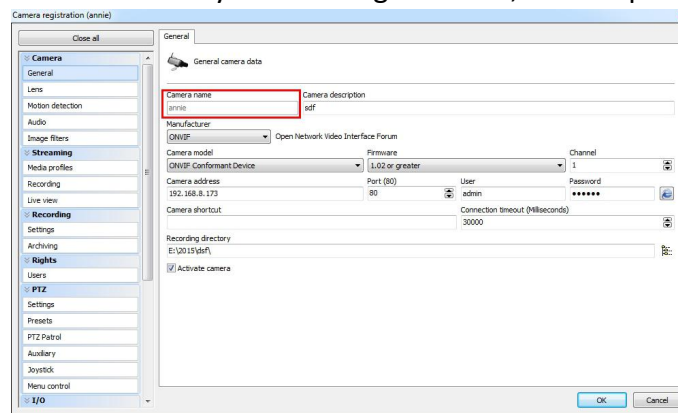 Camera registration (annie)
Close all
Camera
General
Lens
Motion detection
Audio
Image filters
Streaming
Media profiles
Recording
Live view
Recording
Settings
Archiving
Rights
Users
PTZ
Settings
Presets
PTZ Patrol
Auxiliary
Joystick
Menu control
I/O
General
General camera data
Camera name Camera description
annie sdf
Manufacturer
ONVIF Open Network Video Interface Forum
Camera model Firmware Channel
ONVIF Conformant Device 1.02 or greater 1
Camera address Port (80) User Password
192.168.8.173 80 admin ●●●●●●
Camera shortcut Connection timeout (Miliseconds)
30000
Recording directory
E:\2015\dsf\
Activate camera
OK Cancel